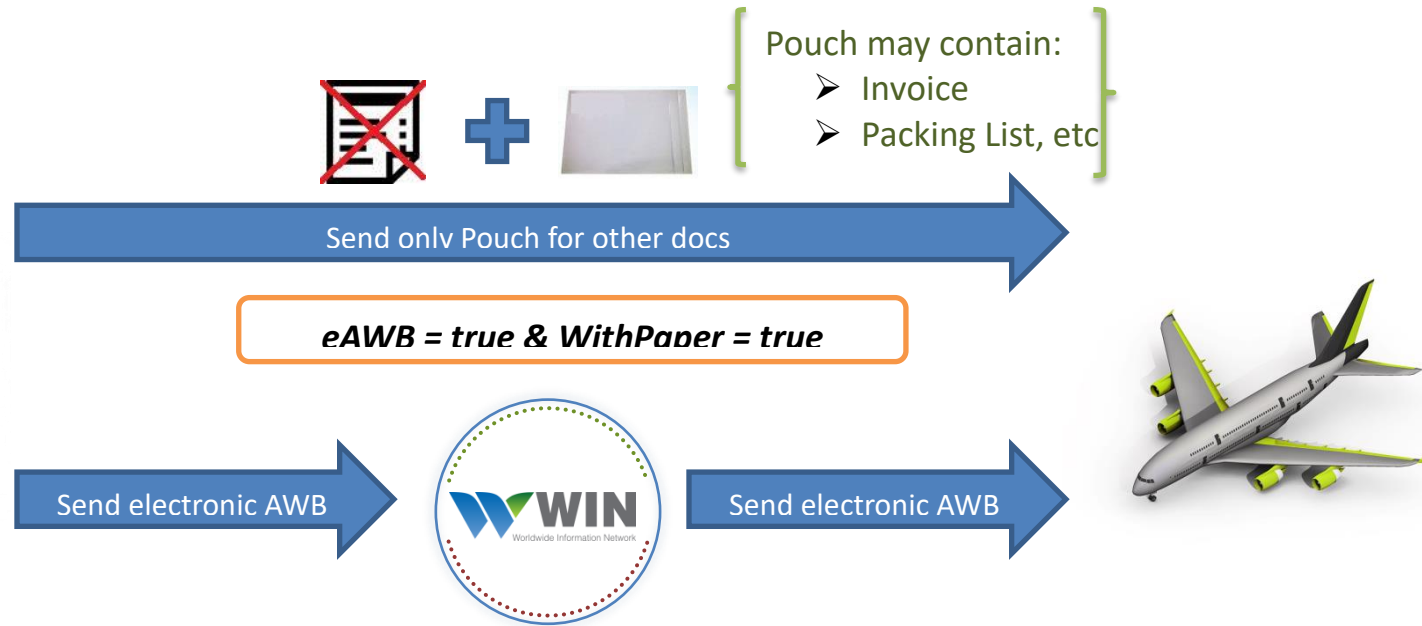 Pouch may contain:
➢ Invoice
➢ Packing List, etc
Send only Pouch for other docs
eAWB = true & WithPaper = true
Send electronic AWB
WIN
Worldwide Information Network
Send electronic AWB